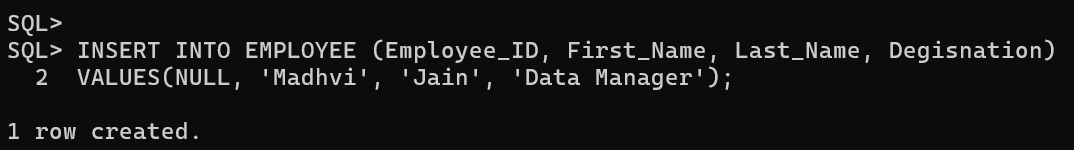 SQL>
SQL> INSERT INTO EMPLOYEE (Employee_ID, First_Name, Last_Name, Degisnation)
  2  VALUES(NULL, 'Madhvi', 'Jain', 'Data Manager');
1 row created.